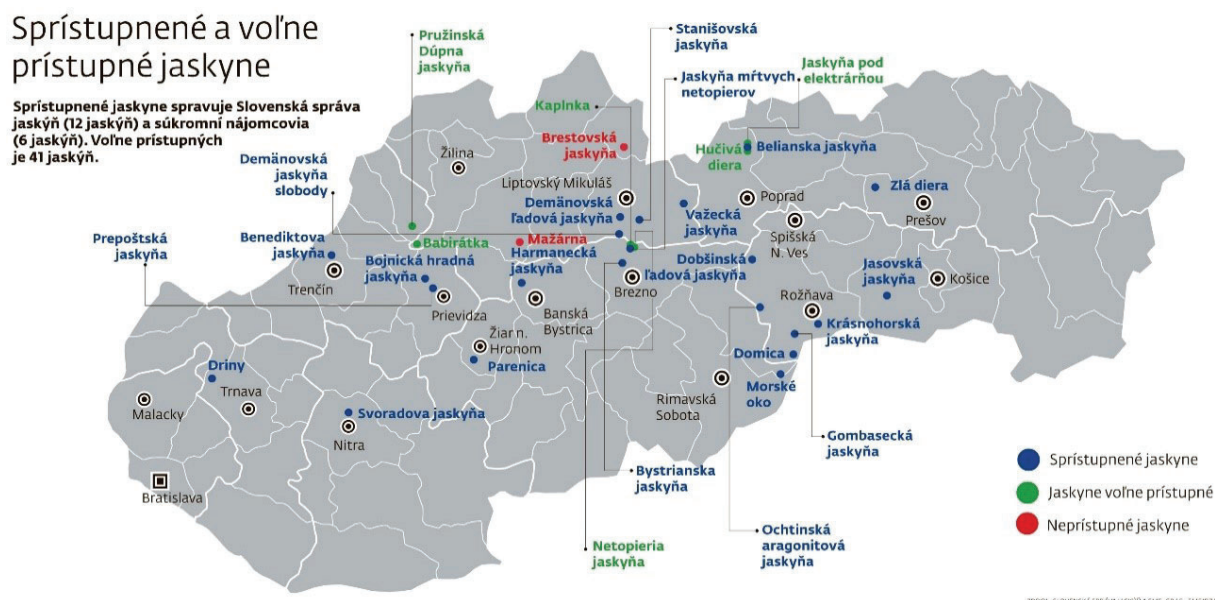 Sprístupnené a voľne
prístupné jaskyne
Sprístupnené jaskyne spravuje Slovenská správa
jaskýň (12 jaskýň) a súkromní nájomcovia
(6 jaskýň). Voľne prístupných
je 41 jaskýň.
Pružinská
Dúpna
jaskyňa
Stanišovská
jaskyňa
Jaskyňa mŕtvych
netopierov
Jaskyňa pod
elektrárňou
Kaplnka
Brestovská
jaskyňa
Hučivá
diera
Belianska jaskyňa
Žilina
Demänovská
jaskyňa
slobody
Liptovský Mikuláš
Demänovská
ľadová jaskyňa
Važecká
jaskyňa
Poprad
Zlá diera
Prešov
Spišská
N. Ves
Prepoštská
jaskyňa
Benediktova
jaskyňa
Trenčín
Babirátka
Bojnická hradná
jaskyňa
Prievidza
Mažárna
Harmanecká
jaskyňa
Banská
Bystrica
Brezno
Dobšinská
ľadová jaskyňa
Jasovská
jaskyňa
Košice
Rožňava
Krásnohorská
jaskyňa
Žiar n.
Hronom
Parenica
Domica
Morské
oko
Rimavská
Sobota
Driny
Trnava
Malacky
Svoradova jaskyňa
Nitra
Bratislava
Gombasecká
jaskyňa
Bystrianska
jaskyňa
Ochtinská
aragonitová
jaskyňa
Netopieria
jaskyňa
Sprístupnené jaskyne
Jaskyne voľne prístupné
Neprístupné jaskyne